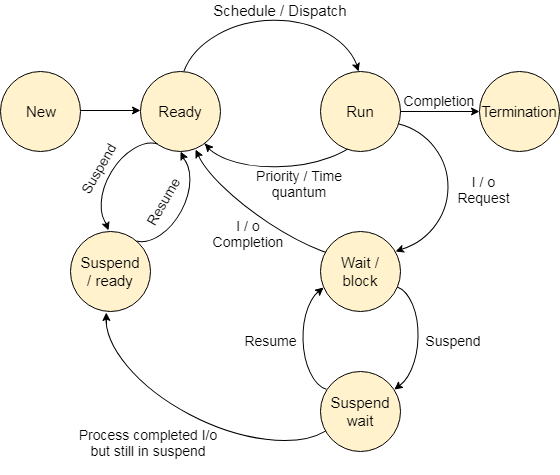 Schedule / Dispatch
New
Ready
Run
Completion
Termination
Suspend
Resume
Priority / Time
quantum
I / o
Request
I / o
Completion
Suspend
/ ready
Wait /
block
Resume
Suspend
Suspend
wait
Process completed I/o
but still in suspend